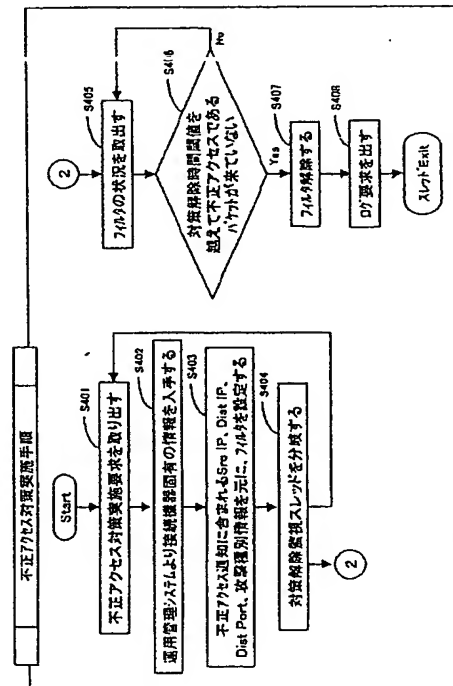 不正アクセス対策実施手順
Start
S401
不正アクセス対策実施要求を取り出す
S402
運用管理システムより接続機器固有の情報を入手する
S403
不正アクセス通知に含まれるSrc IP、Dist IP、
Dist Port、攻撃種別情報を元に、フィルタを設定する
S404
対策解除監視スレッドを分岐する
2
2
S405
フィルタの状況を取出す
S406
対策解除時間閾値を
越えて不正アクセスである
パケットが来ていない
No
Yes
S407
フィルタ解除する
S408
ログ要求を出す
スレッドExit